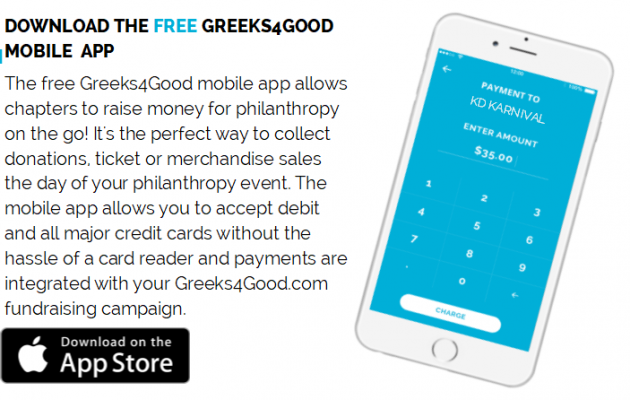 DOWNLOAD THE FREE GREEKS4GOOD
MOBILE APP
The free Greeks4Good mobile app allows
chapters to raise money for philanthropy
on the go! It's the perfect way to collect
donations, ticket or merchandise sales
the day of your philanthropy event. The
mobile app allows you to accept debit
and all major credit cards without the
hassle of a card reader and payments are
integrated with your Greeks4Good.com
fundraising campaign.
Download on the
App Store
12:00
100%
PAYMENT TO
KD KARNIVAL
ENTER AMOUNT
$35.00
1 2 3
4 5 6
7 8 9
. 0 ←
CHARGE